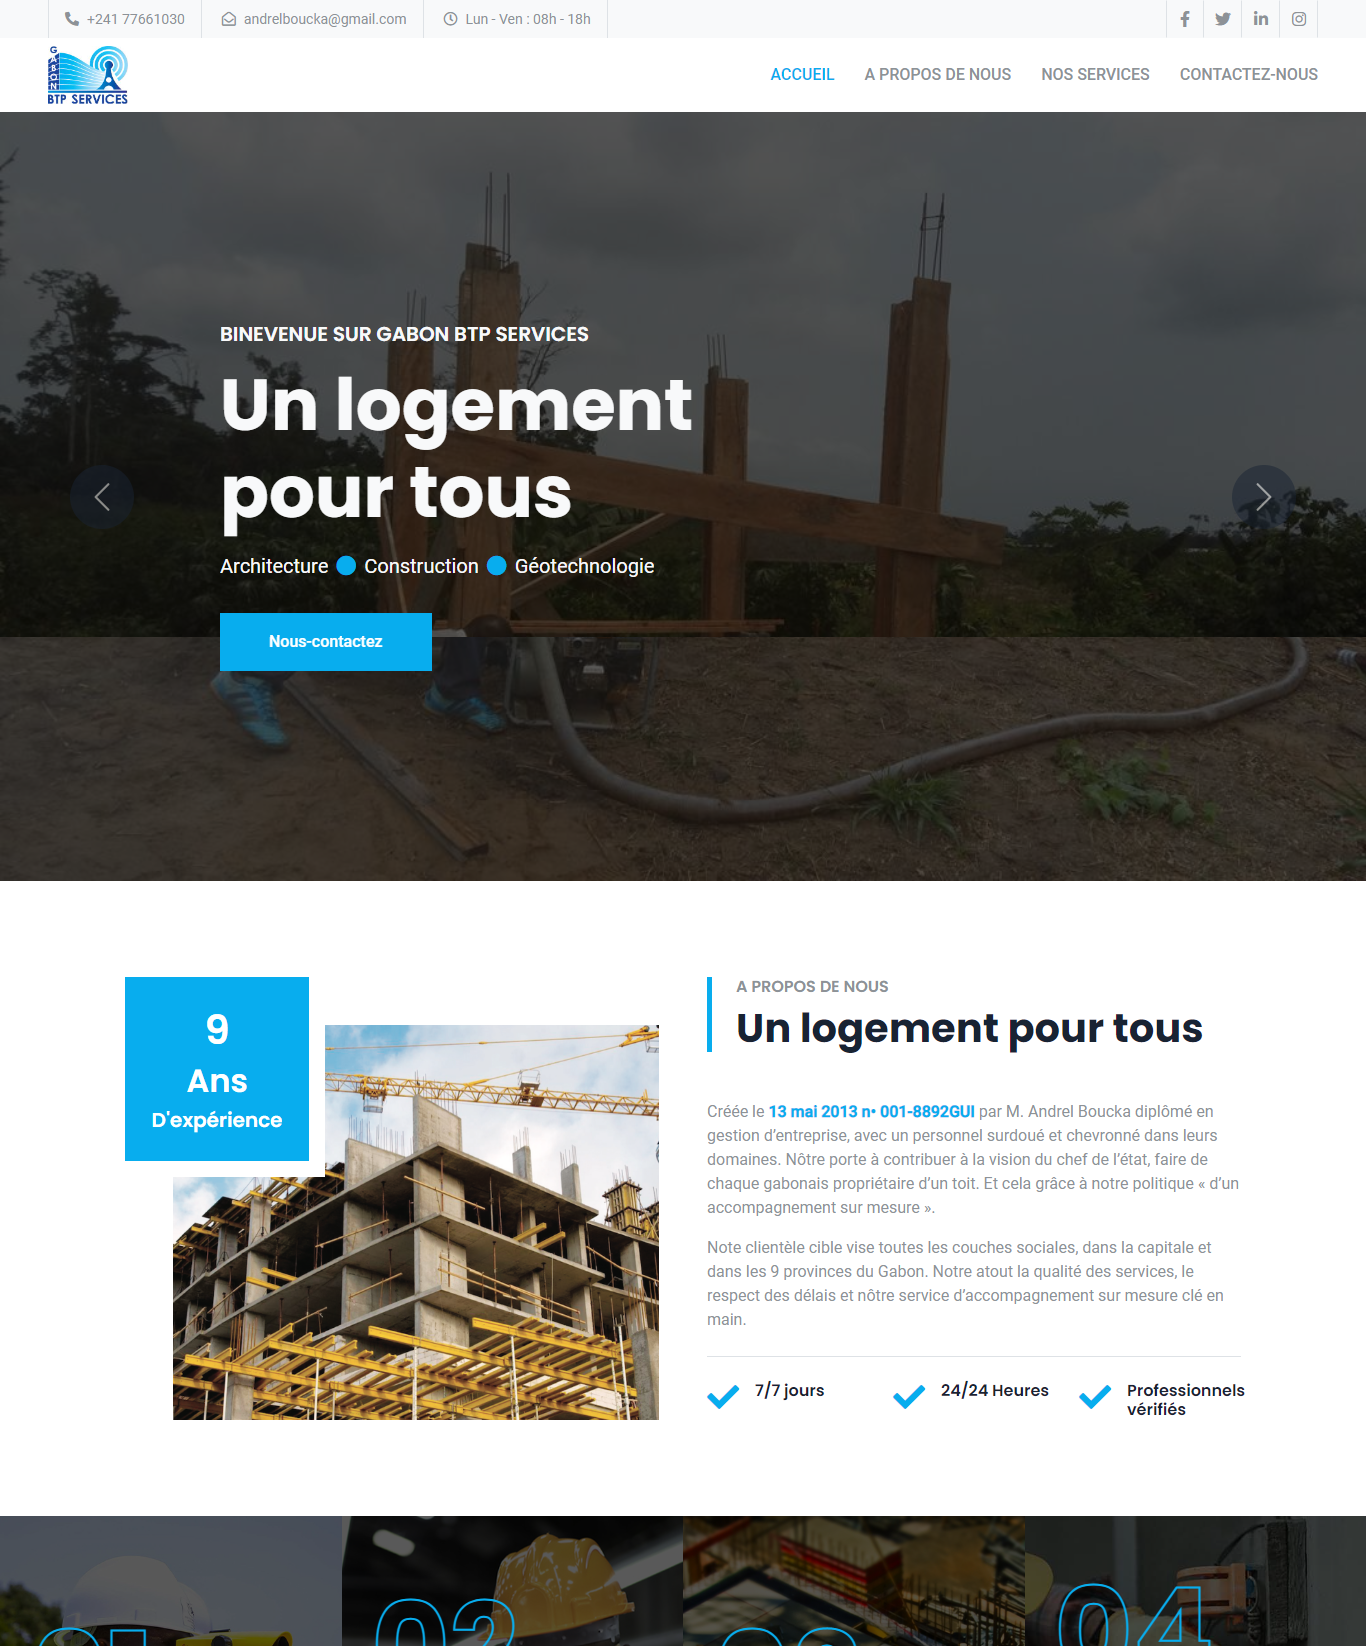 +241 77661030
andrelboucka@gmail.com
Lun - Ven : 08h - 18h
GABON
BTP SERVICES
ACCUEIL
A PROPOS DE NOUS
NOS SERVICES
CONTACTEZ-NOUS
BINEVENUE SUR GABON BTP SERVICES
Un logement
pour tous
Architecture
Construction
Géotechnologie
Nous-contactez
9
Ans
D'expérience
A PROPOS DE NOUS
Un logement pour tous
Créée le 13 mai 2013 n• 001-8892GUI par M. Andrel Boucka diplômé en
gestion d’entreprise, avec un personnel surdoué et chevronné dans leurs
domaines. Nôtre porte à contribuer à la vision du chef de l’état, faire de
chaque gabonais propriétaire d’un toit. Et cela grâce à notre politique « d’un
accompagnement sur mesure ».
Note clientèle cible vise toutes les couches sociales, dans la capitale et
dans les 9 provinces du Gabon. Notre atout la qualité des services, le
respect des délais et nôtre service d’accompagnement sur mesure clé en
main.
7/7 jours
24/24 Heures
Professionnels
vérifiés
02
04